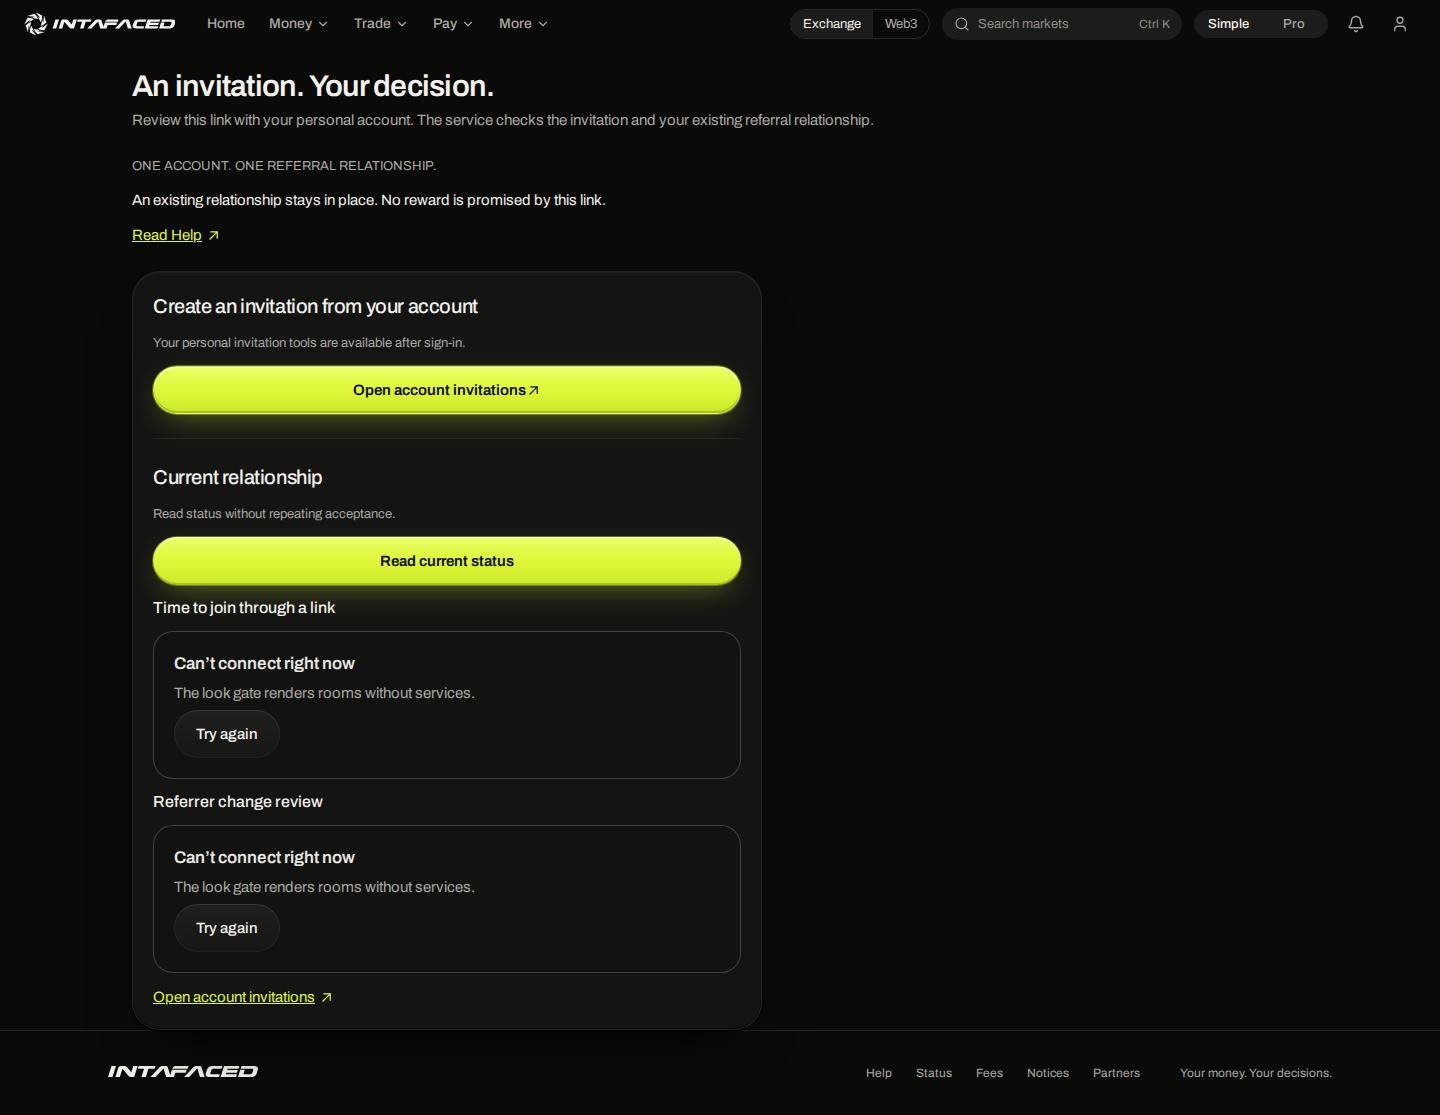 INTAFACED
Home
Money
Trade
Pay
More
Exchange
Web3
Search markets
Ctrl K
Simple
Pro
An invitation. Your decision.
Review this link with your personal account. The service checks the invitation and your existing referral relationship.
ONE ACCOUNT. ONE REFERRAL RELATIONSHIP.
An existing relationship stays in place. No reward is promised by this link.
Read Help
Create an invitation from your account
Your personal invitation tools are available after sign-in.
Open account invitations
Current relationship
Read status without repeating acceptance.
Read current status
Time to join through a link
Can’t connect right now
The look gate renders rooms without services.
Try again
Referrer change review
Can’t connect right now
The look gate renders rooms without services.
Try again
Open account invitations
INTAFACED
Help
Status
Fees
Notices
Partners
Your money. Your decisions.